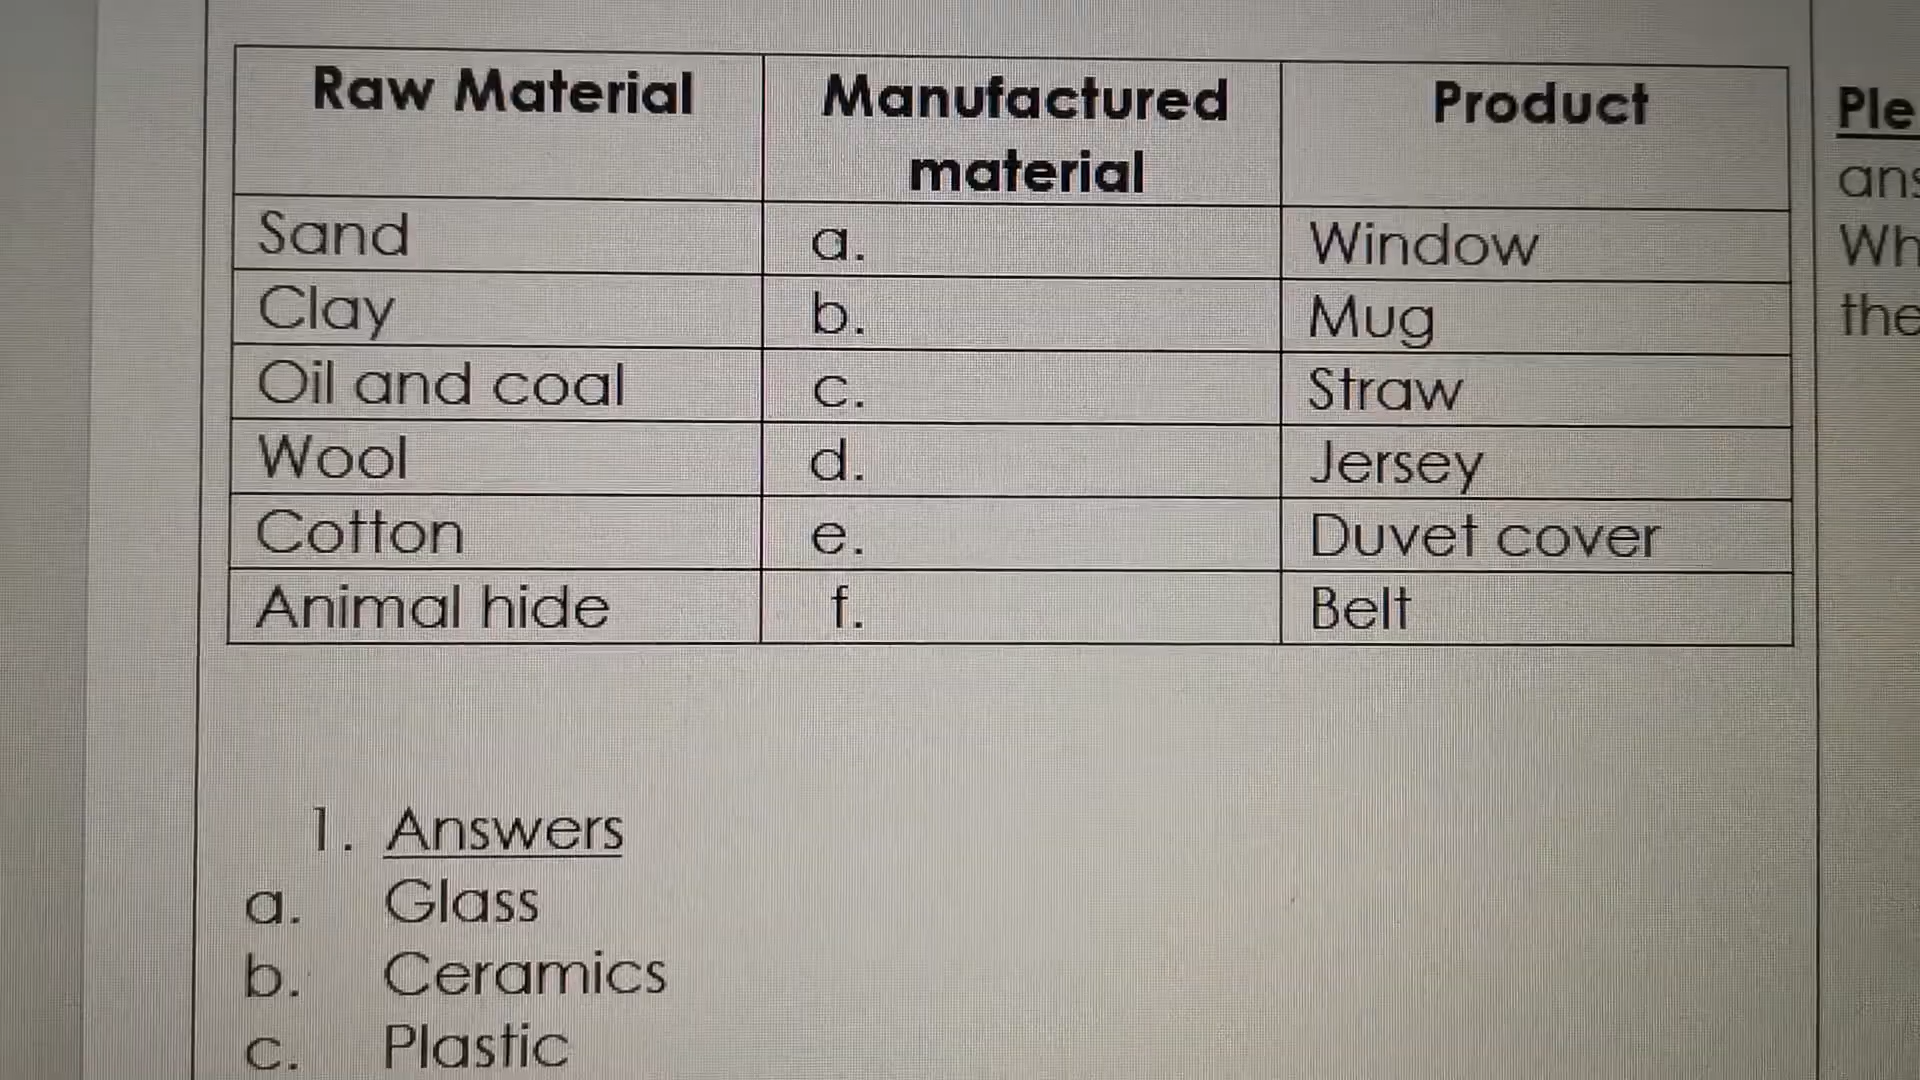 Raw Material Manufactured material Product
Sand a. Window
Clay b. Mug
Oil and coal c. Straw
Wool d. Jersey
Cotton e. Duvet cover
Animal hide f. Belt
1. Answers
a. Glass
b. Ceramics
c. Plastic
the